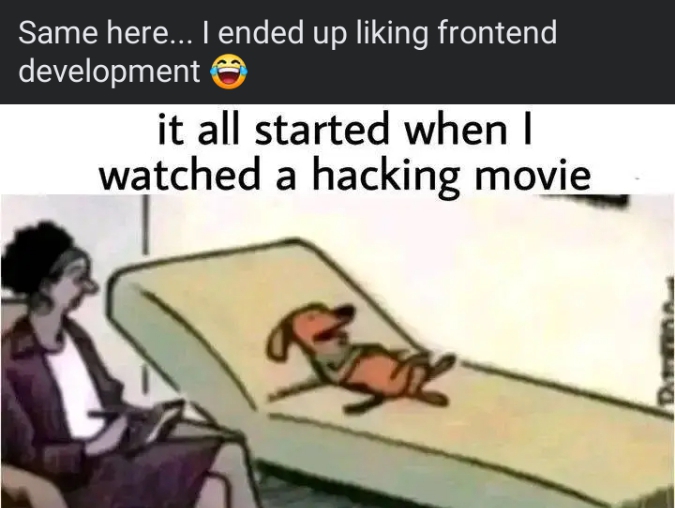 Same here... I ended up liking frontend
development 😂
it all started when I
watched a hacking movie